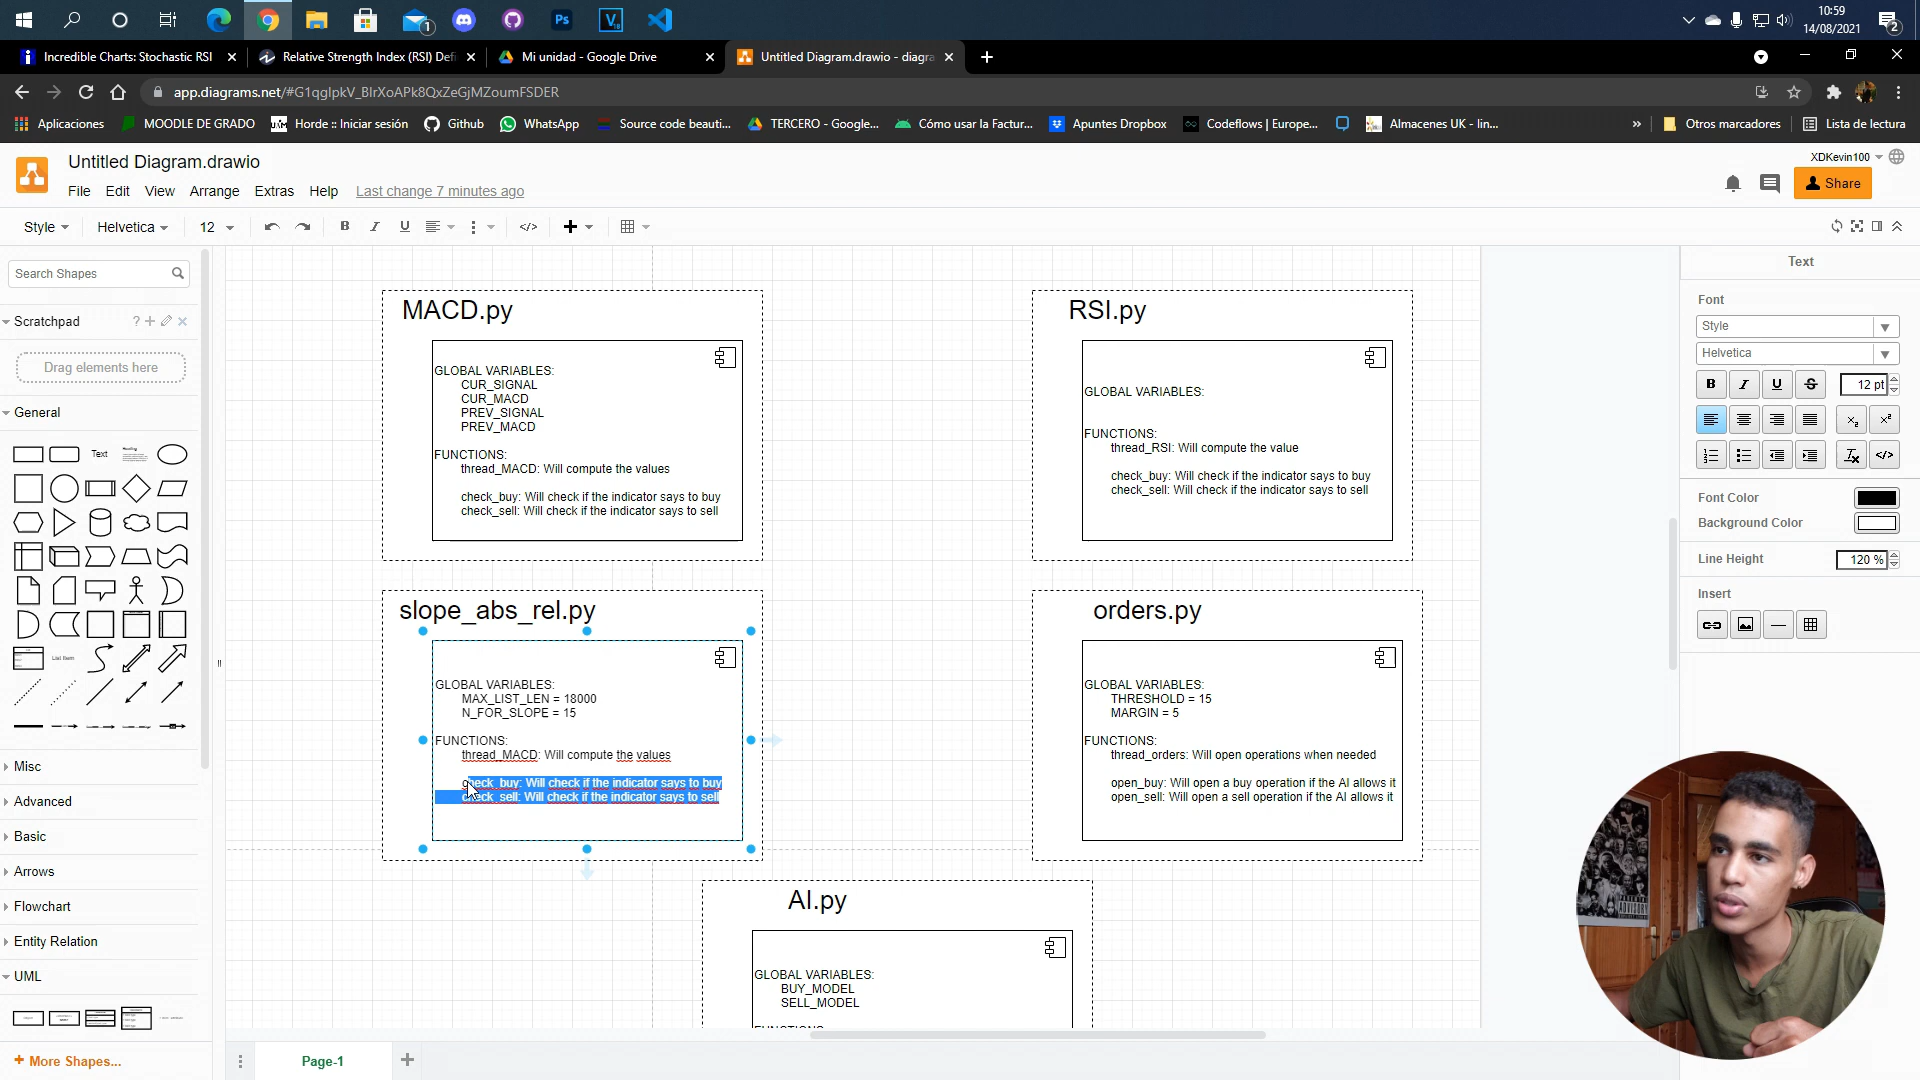 10:59
14/08/2021
1
2
Incredible Charts: Stochastic RSI
Relative Strength Index (RSI) Defi
Mi unidad - Google Drive
Untitled Diagram.drawio - diagra
app.diagrams.net/#G1qgIpkV_BIrXoAPk8QxZeGjMZoumFSDER
Aplicaciones
MOODLE DE GRADO
Horde :: Iniciar sesión
Github
WhatsApp
Source code beauti...
TERCERO - Google...
Cómo usar la Factur...
Apuntes Dropbox
Codeflows | Europe...
Almacenes UK - lin...
»
Otros marcadores
Lista de lectura
Untitled Diagram.drawio
XDKevin100
File Edit View Arrange Extras Help Last change 7 minutes ago
Share
Style Helvetica 12 B I U
Search Shapes
Scratchpad
Drag elements here
General
Text
Heading
List Item
Misc
Advanced
Basic
Arrows
Flowchart
Entity Relation
UML
+ More Shapes...
MACD.py
GLOBAL VARIABLES:
CUR_SIGNAL
CUR_MACD
PREV_SIGNAL
PREV_MACD
FUNCTIONS:
thread_MACD: Will compute the values
check_buy: Will check if the indicator says to buy
check_sell: Will check if the indicator says to sell
RSI.py
GLOBAL VARIABLES:
FUNCTIONS:
thread_RSI: Will compute the value
check_buy: Will check if the indicator says to buy
check_sell: Will check if the indicator says to sell
slope_abs_rel.py
GLOBAL VARIABLES:
MAX_LIST_LEN = 18000
N_FOR_SLOPE = 15
FUNCTIONS:
thread_MACD: Will compute the values
check_buy: Will check if the indicator says to buy
check_sell: Will check if the indicator says to sell
orders.py
GLOBAL VARIABLES:
THRESHOLD = 15
MARGIN = 5
FUNCTIONS:
thread_orders: Will open operations when needed
open_buy: Will open a buy operation if the AI allows it
open_sell: Will open a sell operation if the AI allows it
AI.py
GLOBAL VARIABLES:
BUY_MODEL
SELL_MODEL
FUNCTIONS
Page-1
Text
Font
Style
Helvetica
B I U S 12 pt
Font Color
Background Color
Line Height 120 %
Insert